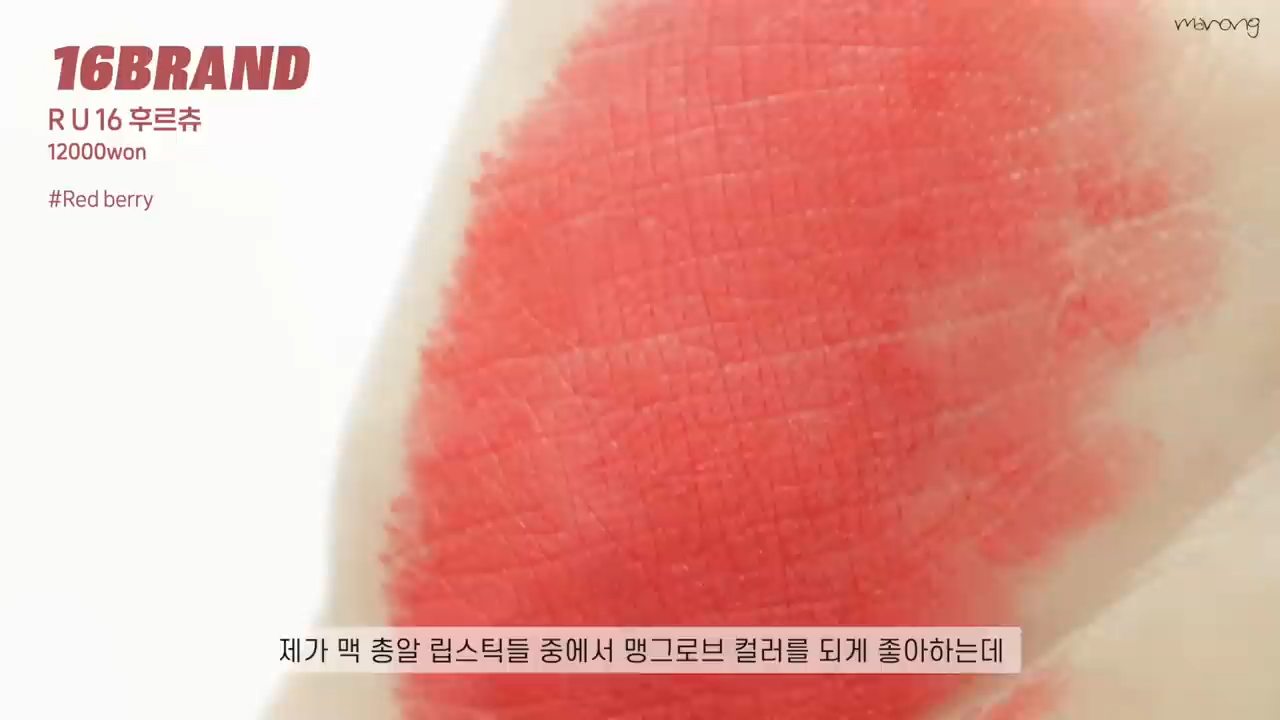 16BRAND
R U 16 후르츄
12000won
#Red berry
marong
제가 맥 총알 립스틱들 중에서 맹그로브 컬러를 되게 좋아하는데